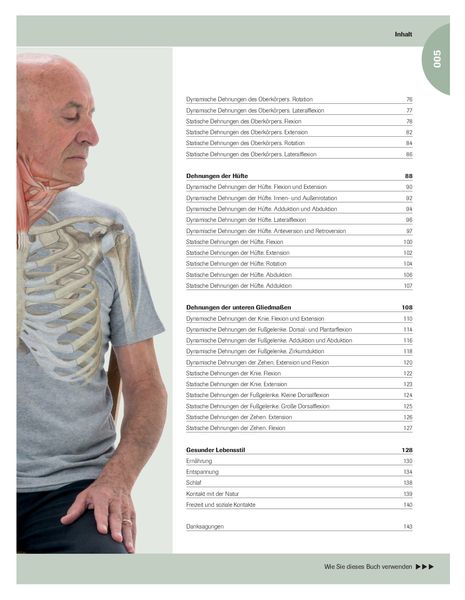 Inhalt
005
Dynamische Dehnungen des Oberkörpers. Rotation 76
Dynamische Dehnungen des Oberkörpers. Lateralflexion 77
Statische Dehnungen des Oberkörpers. Flexion 78
Statische Dehnungen des Oberkörpers. Extension 82
Statische Dehnungen des Oberkörpers. Rotation 84
Statische Dehnungen des Oberkörpers. Lateralflexion 86
Dehnungen der Hüfte 88
Dynamische Dehnungen der Hüfte. Flexion und Extension 90
Dynamische Dehnungen der Hüfte. Innen- und Außenrotation 92
Dynamische Dehnungen der Hüfte. Adduktion und Abduktion 94
Dynamische Dehnungen der Hüfte. Lateralflexion 96
Dynamische Dehnungen der Hüfte. Anteversion und Retroversion 97
Statische Dehnungen der Hüfte. Flexion 100
Statische Dehnungen der Hüfte. Extension 102
Statische Dehnungen der Hüfte. Rotation 104
Statische Dehnungen der Hüfte. Abduktion 106
Statische Dehnungen der Hüfte. Adduktion 107
Dehnungen der unteren Gliedmaßen 108
Dynamische Dehnungen der Knie. Flexion und Extension 110
Dynamische Dehnungen der Fußgelenke. Dorsal- und Plantarflexion 114
Dynamische Dehnungen der Fußgelenke. Adduktion und Abduktion 116
Dynamische Dehnungen der Fußgelenke. Zirkumduktion 118
Dynamische Dehnungen der Zehen. Extension und Flexion 120
Statische Dehnungen der Knie. Flexion 122
Statische Dehnungen der Knie. Extension 123
Statische Dehnungen der Fußgelenke. Kleine Dorsalflexion 124
Statische Dehnungen der Fußgelenke. Große Dorsalflexion 125
Statische Dehnungen der Zehen. Extension 126
Statische Dehnungen der Zehen. Flexion 127
Gesunder Lebensstil 128
Ernährung 130
Entspannung 134
Schlaf 138
Kontakt mit der Natur 139
Freizeit und soziale Kontakte 140
Danksagungen 143
Wie Sie dieses Buch verwenden ▶▶▶